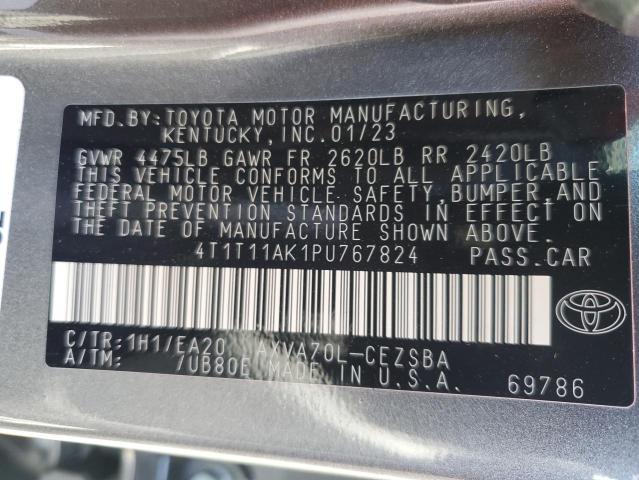 MFD.BY:TOYOTA MOTOR MANUFACTURING,
KENTUCKY, INC.01/23
GVWR 4475LB GAWR FR 2620LB RR 2420LB
THIS VEHICLE CONFORMS TO ALL APPLICABLE
FEDERAL MOTOR VEHICLE SAFETY,BUMPER,AND
THEFT PREVENTION STANDARDS IN EFFECT ON
THE DATE OF MANUFACTURE SHOWN ABOVE.
4T1T11AK1PU767824 PASS.CAR
C/TR:1H1/EA20 AXVA70L-CEZSBA
A/TM: /UB80E MADE IN U.S.A.
69786